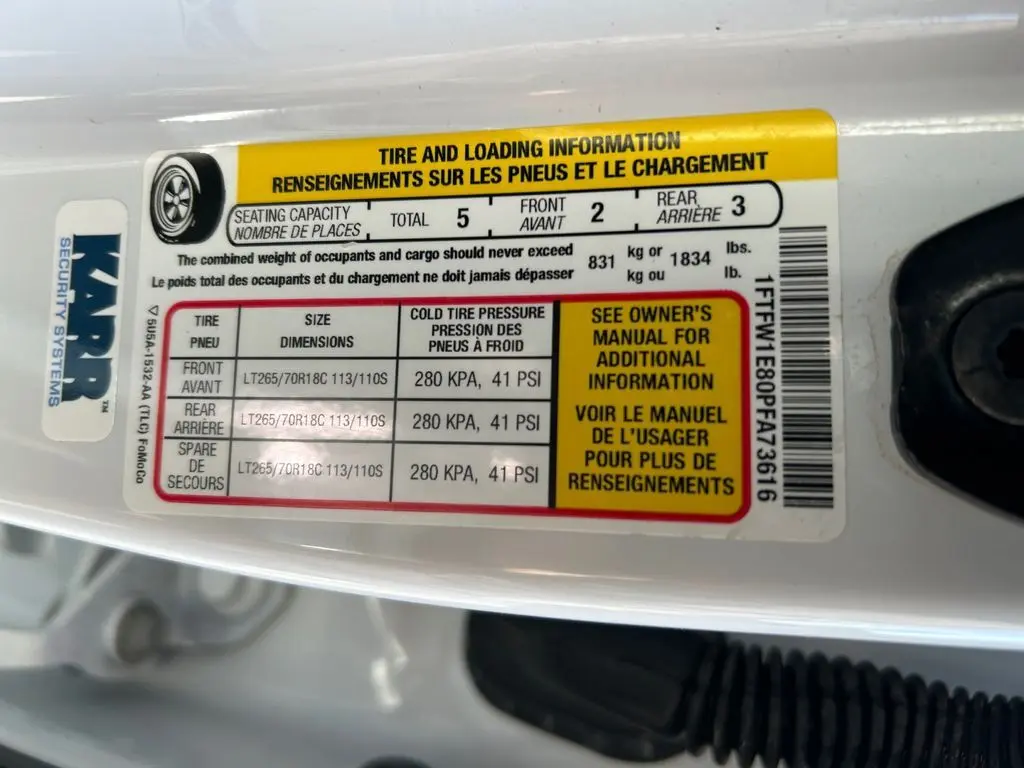 TIRE AND LOADING INFORMATION
RENSEIGNEMENTS SUR LES PNEUS ET LE CHARGEMENT
SEATING CAPACITY
NOMBRE DE PLACES
TOTAL 5
FRONT
AVANT
2
REAR
ARRIÈRE
3
The combined weight of occupants and cargo should never exceed 831 kg or 1834 lbs.
Le poids total des occupants et du chargement ne doit jamais dépasser kg ou lb.
TIRE
PNEU
SIZE
DIMENSIONS
COLD TIRE PRESSURE
PRESSION DES
PNEUS À FROID
FRONT
AVANT
LT265/70R18C 113/110S
280 KPA, 41 PSI
REAR
ARRIÈRE
LT265/70R18C 113/110S
280 KPA, 41 PSI
SPARE
DE
SECOURS
LT265/70R18C 113/110S
280 KPA, 41 PSI
SEE OWNER'S
MANUAL FOR
ADDITIONAL
INFORMATION
VOIR LE MANUEL
DE L'USAGER
POUR PLUS DE
RENSEIGNEMENTS
1FTFW1E80PFA73616
5U5A-1532-AA (TLC) FoMoCo
KARR™
SECURITY SYSTEMS